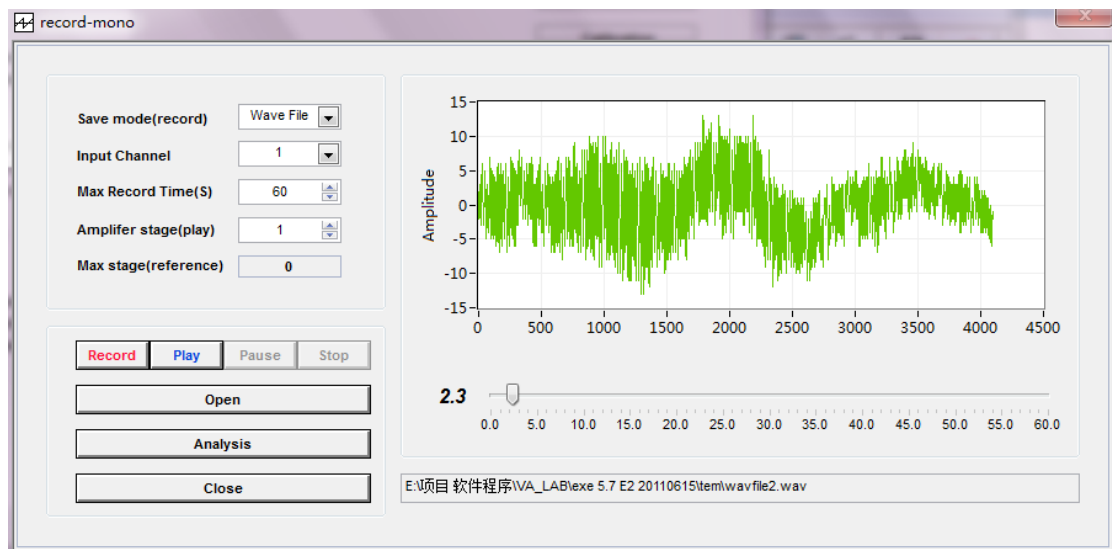 record-mono
Save mode(record) Wave File
Input Channel 1
Max Record Time(S) 60
Amplifer stage(play) 1
Max stage(reference) 0
Record Play Pause Stop
Open
Analysis
Close
Amplitude
15
10
5
0
-5
-10
-15
0 500 1000 1500 2000 2500 3000 3500 4000 4500
2.3
0.0 5.0 10.0 15.0 20.0 25.0 30.0 35.0 40.0 45.0 50.0 55.0 60.0
E:\项目 软件程序\VA_LAB\exe 5.7 E2 20110615\tem\wavfile2.wav